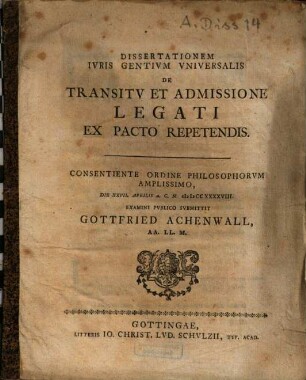 A. Diss 14
DISSERTATIONEM
IVRIS GENTIVM VNIVERSALIS
DE
TRANSITV ET ADMISSIONE
LEGATI
EX PACTO REPETENDIS.
CONSENTIENTE ORDINE PHILOSOPHORVM
AMPLISSIMO,
EXAMINI PVBLICO SVBMITTIT
GOTTFRIED ACHENWALL,
AA. LL. M.
GOTTINGAE,
LITTERIS IO. CHRIST. LVD. SCHVLZII, TYP. ACAD.